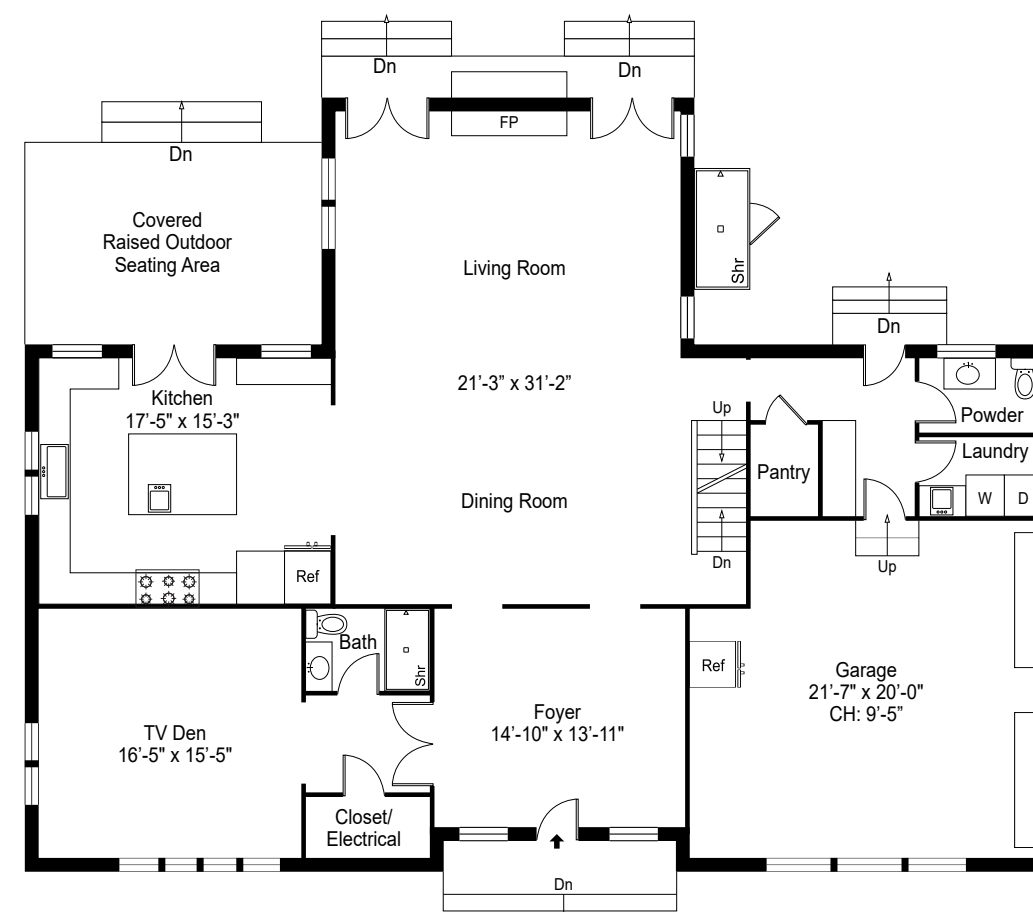 Dn
Dn
FP
Dn
Covered
Raised Outdoor
Seating Area
Living Room
Shr
Dn
Kitchen
17'-5" x 15'-3"
21'-3” x 31'-2”
Up
Powder
Laundry
Pantry
Dining Room
W
D
Ref
Dn
Up
Bath
Shr
Ref
Garage
21'-7" x 20'-0"
CH: 9'-5”
TV Den
16'-5" x 15'-5"
Foyer
14'-10" x 13'-11"
Closet/
Electrical
Dn